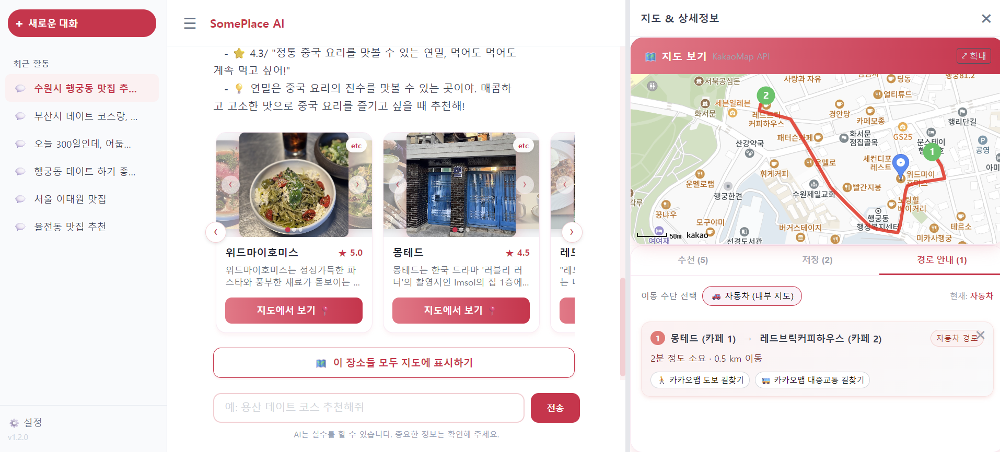 + 새로운 대화
최근 활동
수원시 행궁동 맛집 추...
부산시 데이트 코스랑, ...
오늘 300일인데, 어둡...
행궁동 데이트 하기 좋...
서울 이태원 맛집
율전동 맛집 추천
설정
v1.2.0
☰ SomePlace AI
- ⭐ 4.3/ "정통 중국 요리를 맛볼 수 있는 연밀, 먹어도 먹어도
계속 먹고 싶어!"
- 💡 연밀은 중국 요리의 진수를 맛볼 수 있는 곳이야. 매콤하
고 고소한 맛으로 중국 요리를 즐기고 싶을 때 추천해!
etc
etc
13
위드마이호미스 ★ 5.0
위드마이호미스는 정성가득한 파
스타와 풍부한 재료가 돋보이는 ...
지도에서 보기
몽테드 ★ 4.5
몽테드는 한국 드라마 '러블리 러
너'의 촬영지인 Imsol의 집 1층에...
지도에서 보기
이 장소들 모두 지도에 표시하기
예: 용산 데이트 코스 추천해줘
전송
AI는 실수를 할 수 있습니다. 중요한 정보는 확인해 주세요.
지도 & 상세정보 ✕
지도 보기 KakaoMap API
⤢ 확대
서북공심돈
사랑과 자유
딩동
행궁81.2
2
얼티튜드
세븐일레븐
화서문
레드브릭
커피하우스
경안당
카페모종
행리단길
패터슨카페
화서문
점집골목
GS25
문스테이
1
공영
산강약국
세컨디포
레스트
운멜로
휘게커피
위드마이
호미스
운멜로랩
빨간지붕
행궁한켠
수원제일교회
각루
노팅힐
베이커리
꿍냐우
모구야미
행궁동
행정복지센터
버거스테이지
테르소
여여재
선경도서관
미카사행궁
50m kakao
추천 (5)
저장 (2)
경로 안내 (1)
이동 수단 선택
자동차 (내부 지도)
현재: 자동차
1 몽테드 (카페 1) → 레드브릭커피하우스 (카페 2)
자동차 경로 ✕
2분 정도 소요 · 0.5 km 이동
카카오맵 도보 길찾기
카카오맵 대중교통 길찾기